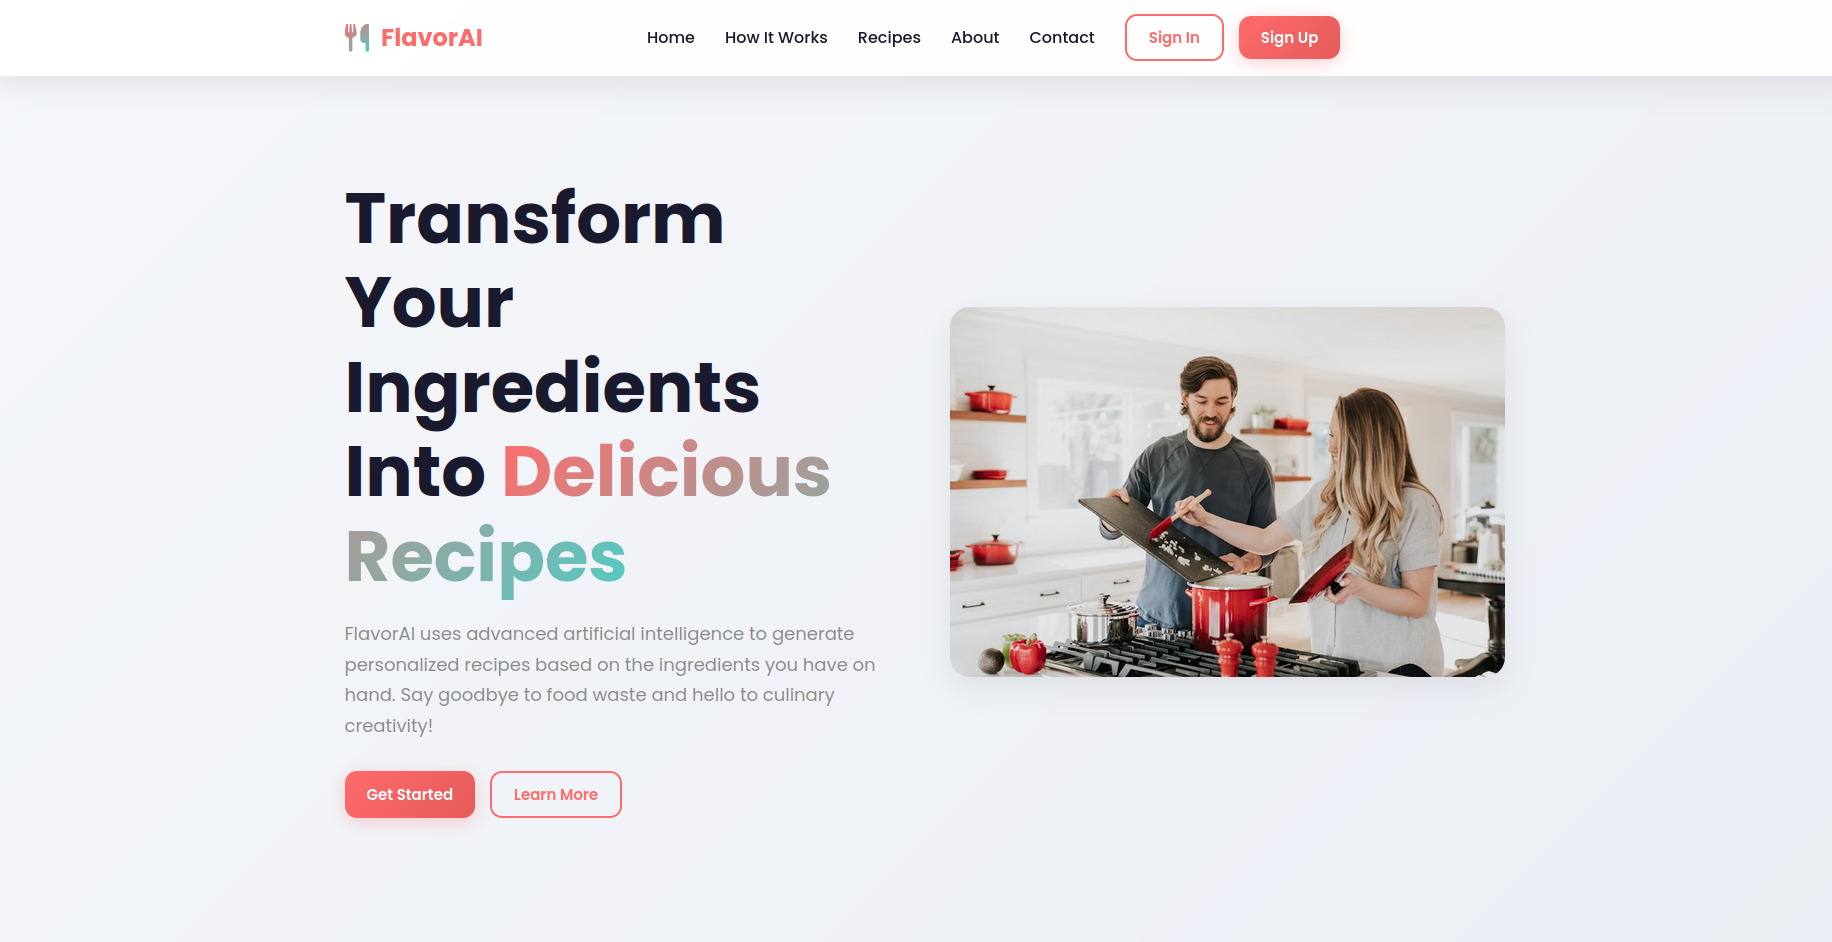 FlavorAI
Home
How It Works
Recipes
About
Contact
Sign In
Sign Up
Transform
Your
Ingredients
Into Delicious
Recipes
FlavorAI uses advanced artificial intelligence to generate
personalized recipes based on the ingredients you have on
hand. Say goodbye to food waste and hello to culinary
creativity!
Get Started
Learn More